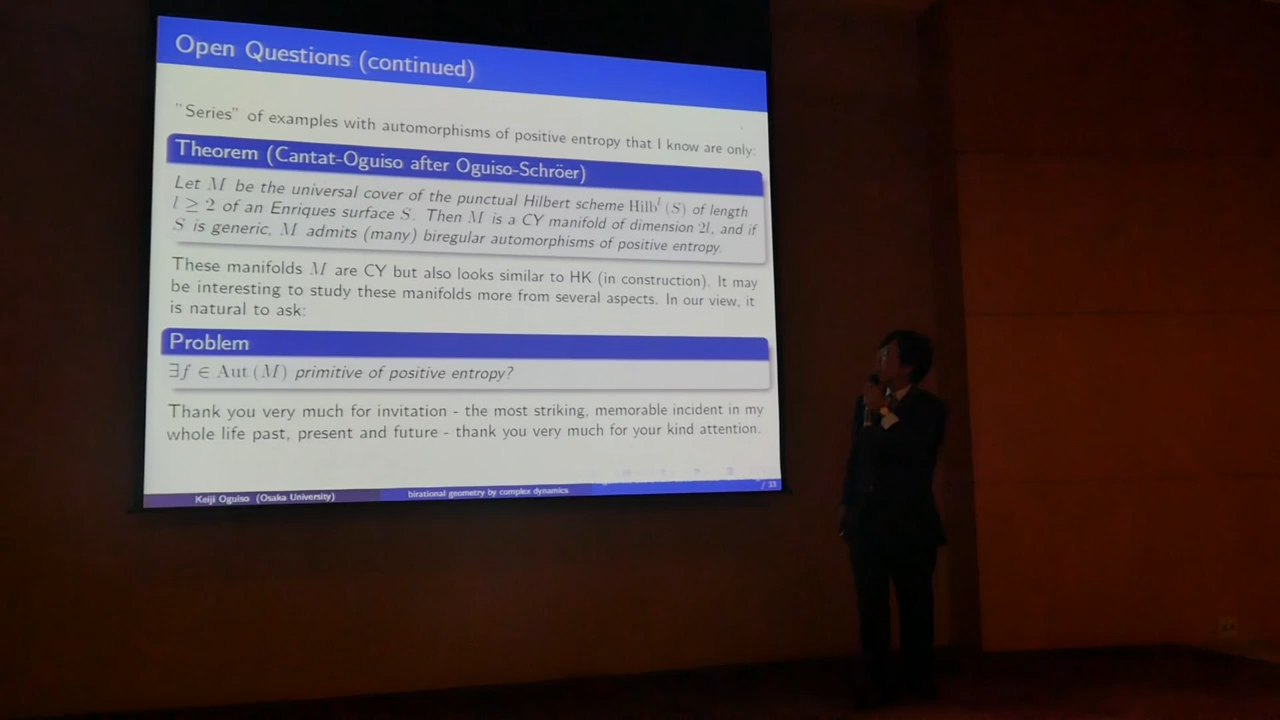 Open Questions (continued)
"Series" of examples with automorphisms of positive entropy that I know are only:
Theorem (Cantat-Oguiso after Oguiso-Schröer)
Let M be the universal cover of the punctual Hilbert scheme Hilb^l (S) of length
l ≥ 2 of an Enriques surface S. Then M is a CY manifold of dimension 2l, and if
S is generic, M admits (many) biregular automorphisms of positive entropy.
These manifolds M are CY but also looks similar to HK (in construction). It may
be interesting to study these manifolds more from several aspects. In our view, it
is natural to ask:
Problem
∃f ∈ Aut (M) primitive of positive entropy?
Thank you very much for invitation - the most striking, memorable incident in my
whole life past, present and future - thank you very much for your kind attention.
Keiji Oguiso (Osaka University) birational geometry by complex dynamics / 33